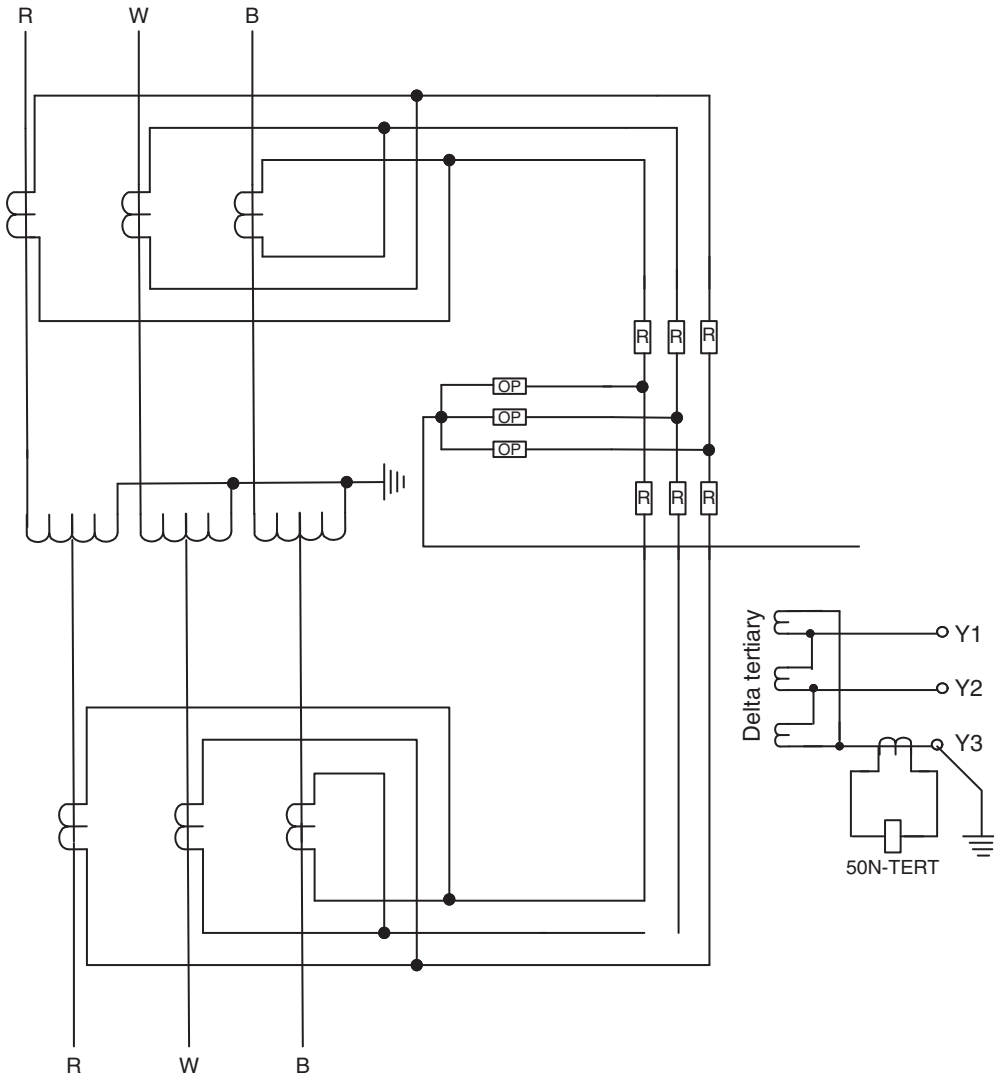 R W B
R R R
OP
OP
OP
R R R
Delta tertiary
Y1
Y2
Y3
50N-TERT
R W B